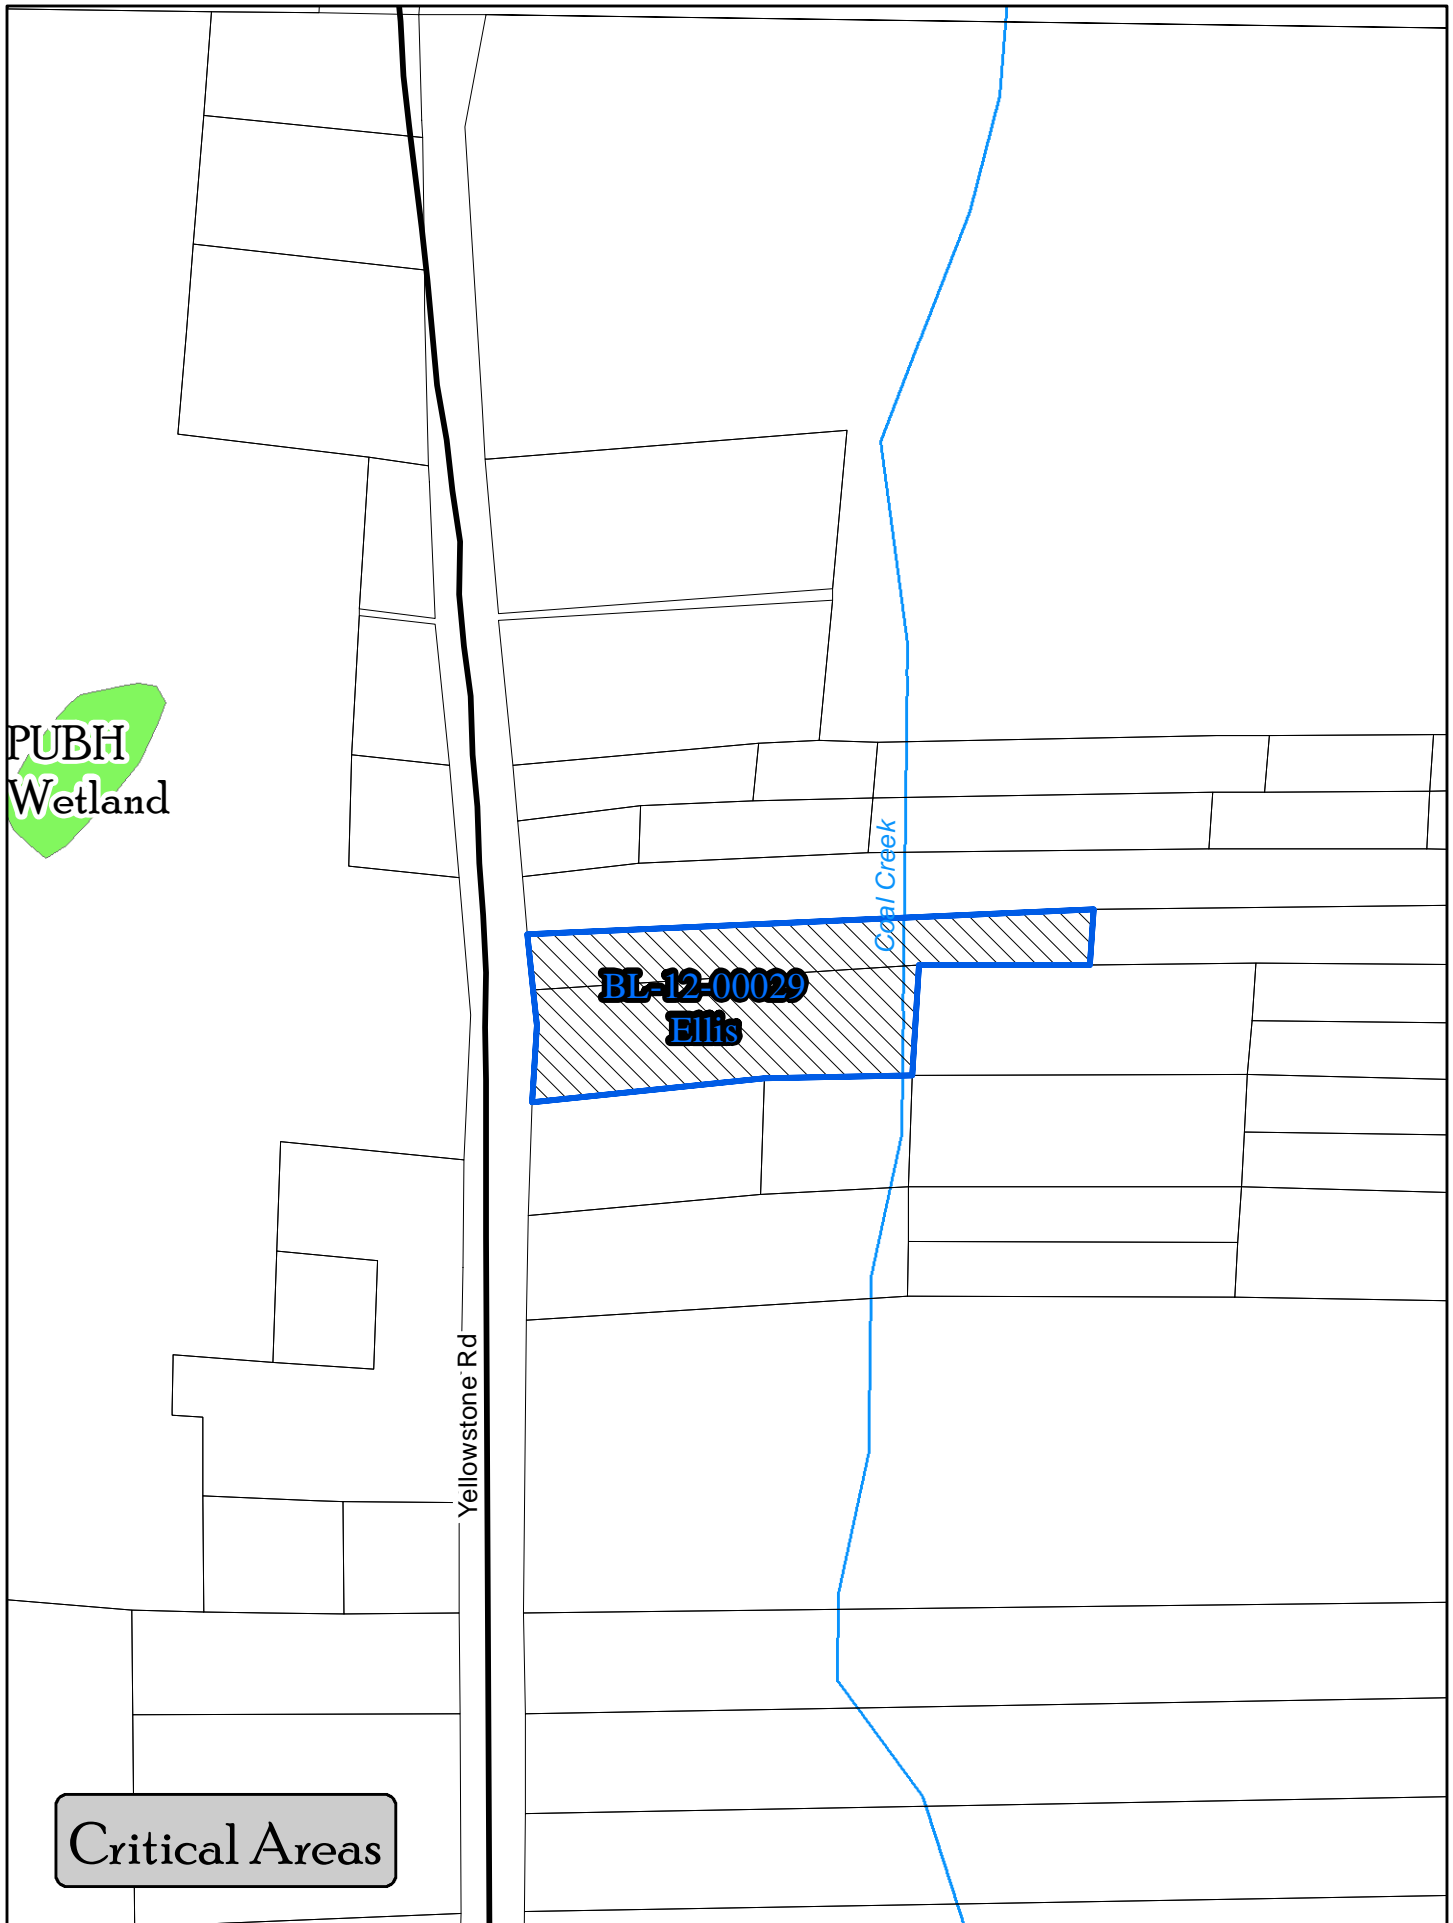 PUBH
Wetland
Coal Creek
BL-12-00029
Ellis
Yellowstone Rd
Critical Areas